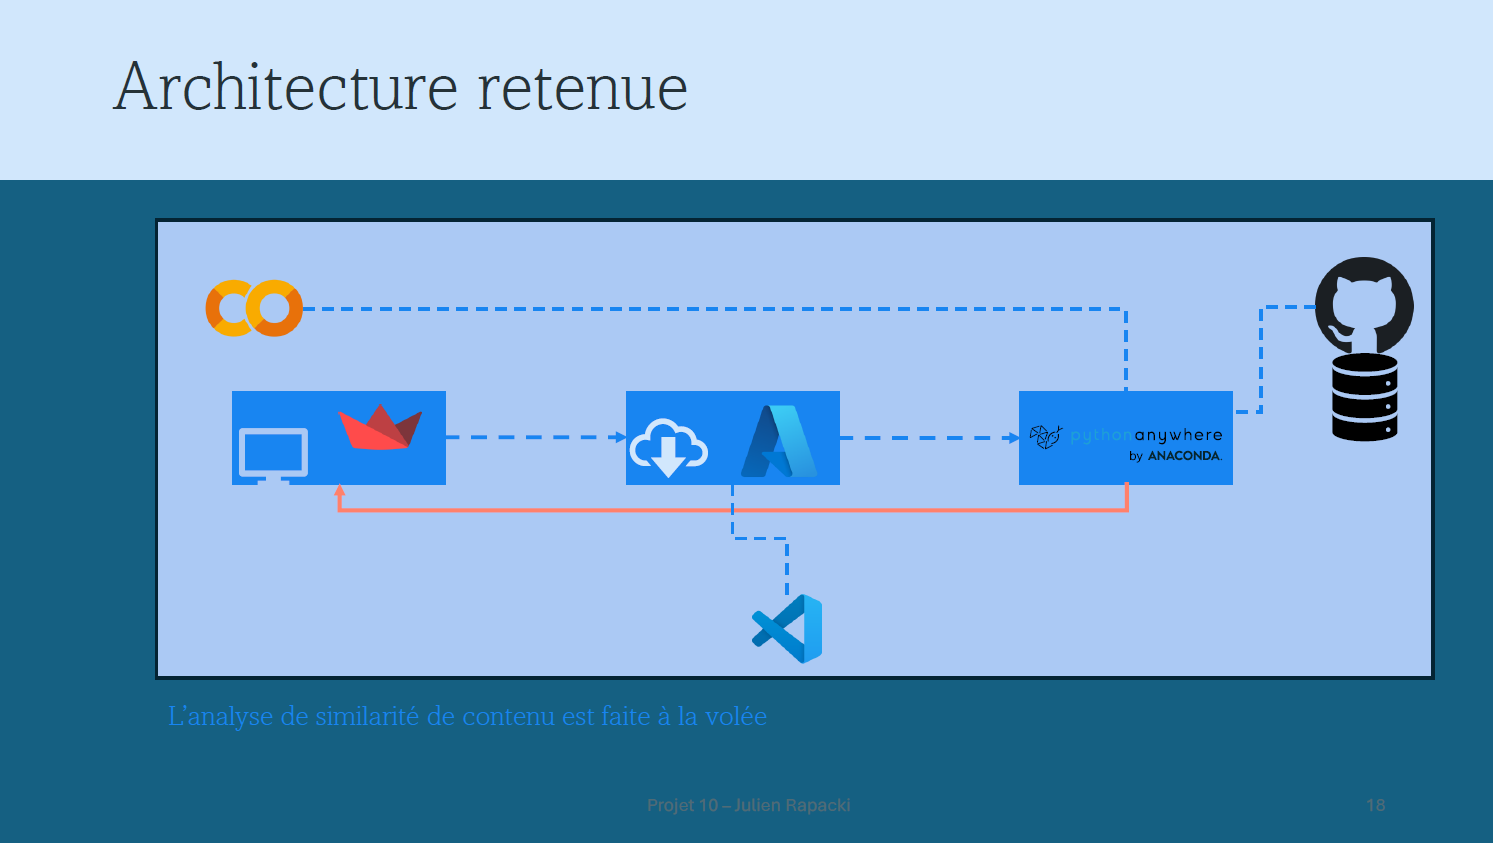 Architecture retenue
pythonanywhere
by ANACONDA.
L’analyse de similarité de contenu est faite à la volée
Projet 10 – Julien Rapacki
18